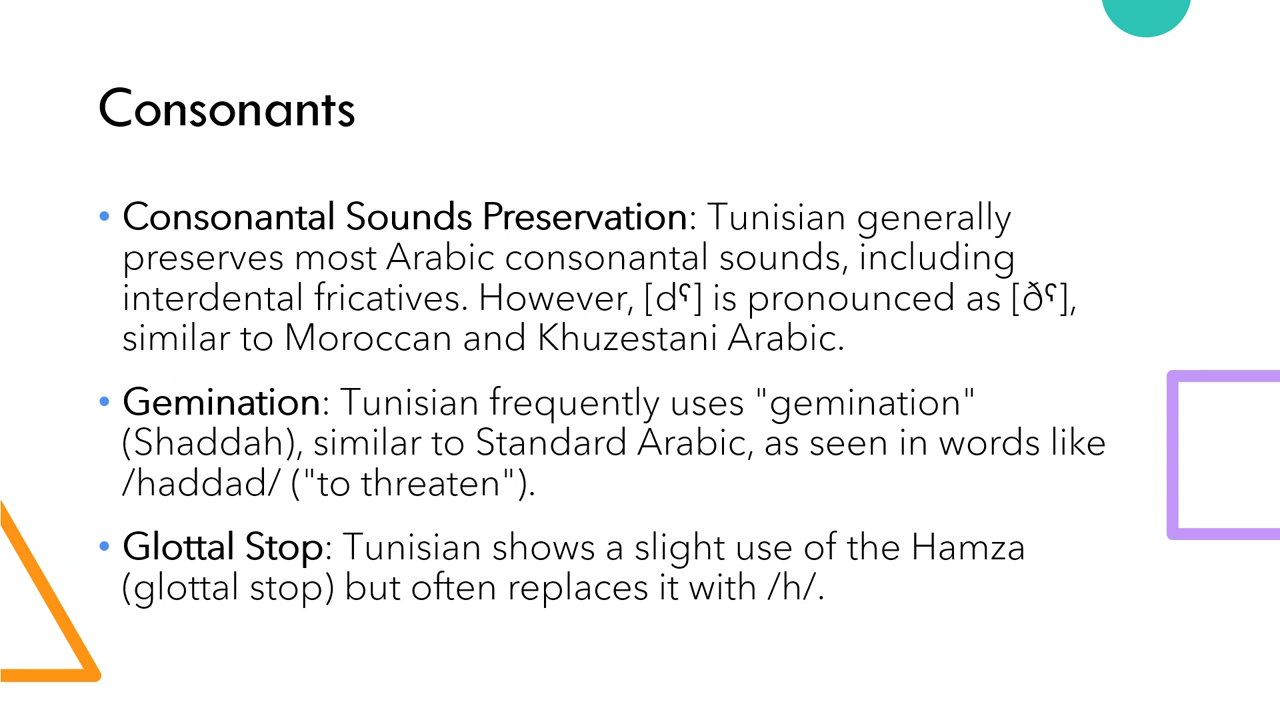 Consonants
• Consonantal Sounds Preservation: Tunisian generally
preserves most Arabic consonantal sounds, including
interdental fricatives. However, [dˤ] is pronounced as [ðˤ],
similar to Moroccan and Khuzestani Arabic.
• Gemination: Tunisian frequently uses "gemination"
(Shaddah), similar to Standard Arabic, as seen in words like
/haddad/ ("to threaten").
• Glottal Stop: Tunisian shows a slight use of the Hamza
(glottal stop) but often replaces it with /h/.